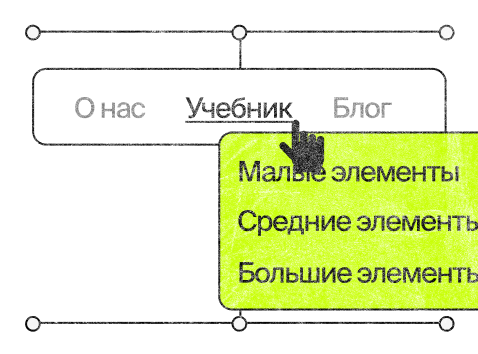 О нас Учебник Блог
Малые элементы
Средние элементы
Большие элементы